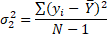 σ₂² = ∑(yᵢ − Ȳ)² / (N − 1)